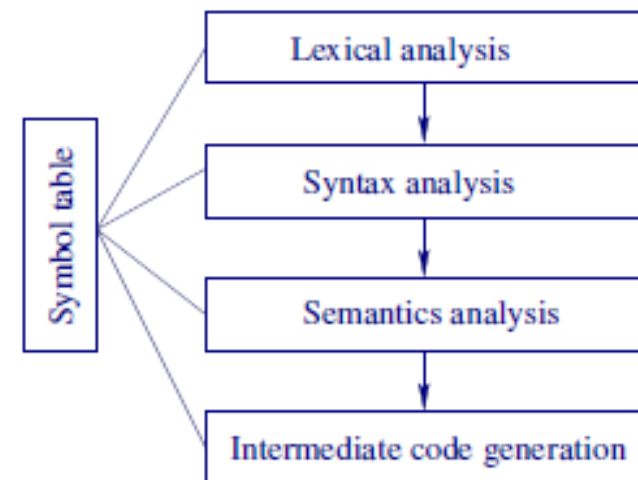 Lexical analysis
Syntax analysis
Symbol table
Semantics analysis
Intermediate code generation